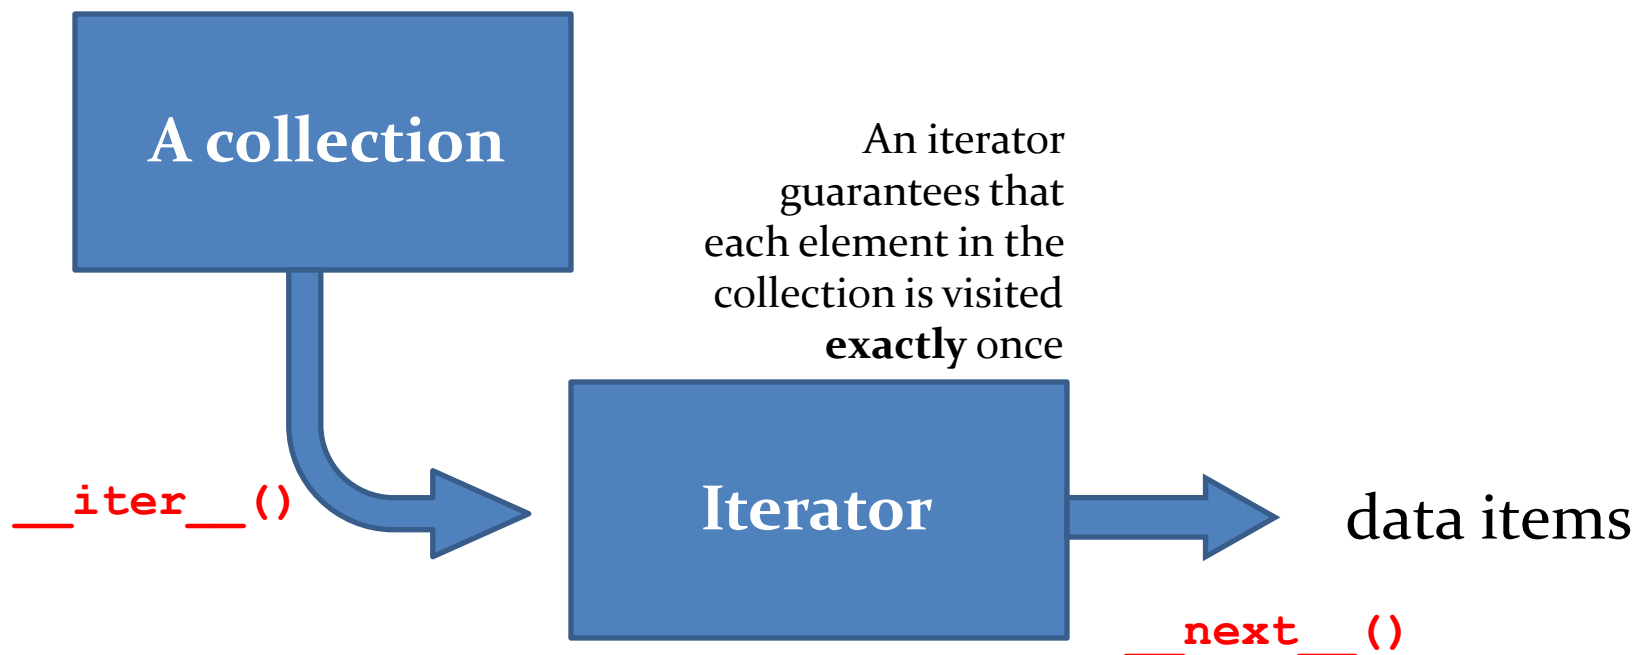 A collection
An iterator
guarantees that
each element in the
collection is visited
exactly once
__iter__()
Iterator
data items
__next__()